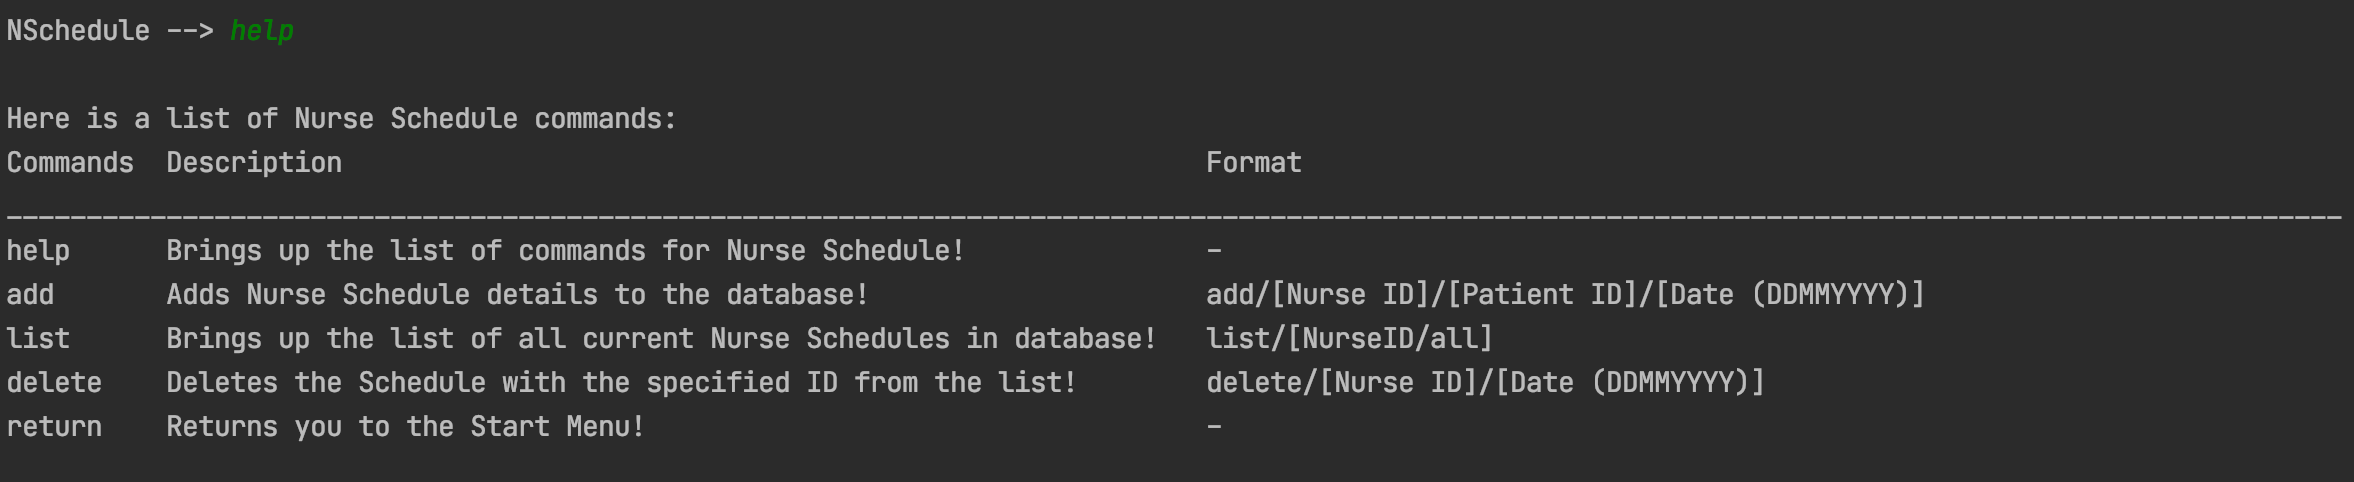 NSchedule --> help
Here is a list of Nurse Schedule commands:
Commands  Description                                                      Format
__________________________________________________________________________________________________________________________________________________
help      Brings up the list of commands for Nurse Schedule!               -
add       Adds Nurse Schedule details to the database!                     add/[Nurse ID]/[Patient ID]/[Date (DDMMYYYY)]
list      Brings up the list of all current Nurse Schedules in database!   list/[NurseID/all]
delete    Deletes the Schedule with the specified ID from the list!        delete/[Nurse ID]/[Date (DDMMYYYY)]
return    Returns you to the Start Menu!                                   -